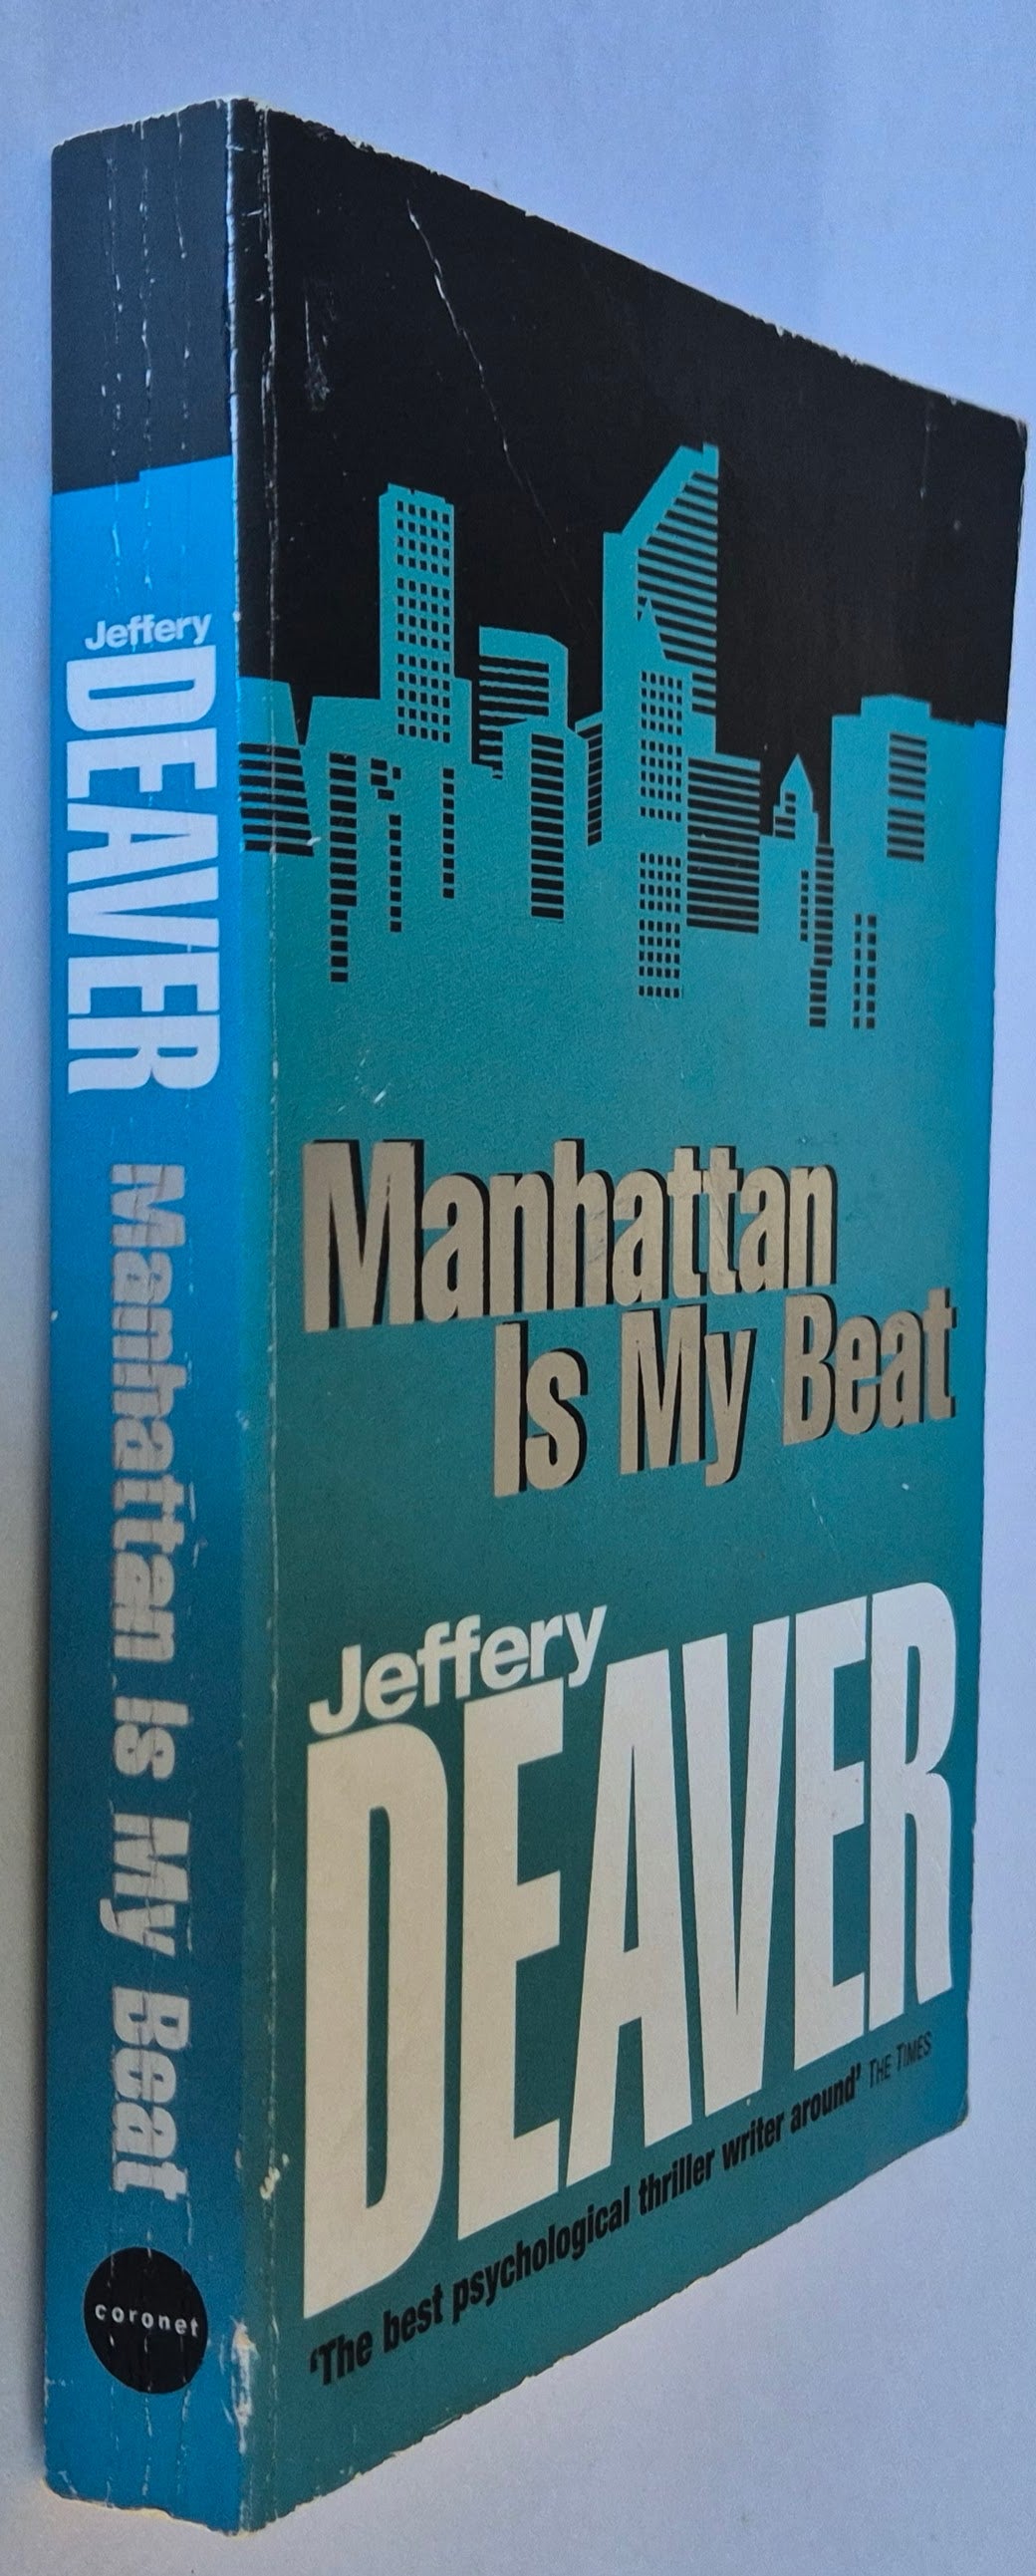 Jeffery
DEAVER
Manhattan Is My Beat
coronet
Manhattan
Is My Beat
Jeffery
DEAVER
‘The best psychological thriller writer around’ THE TIMES